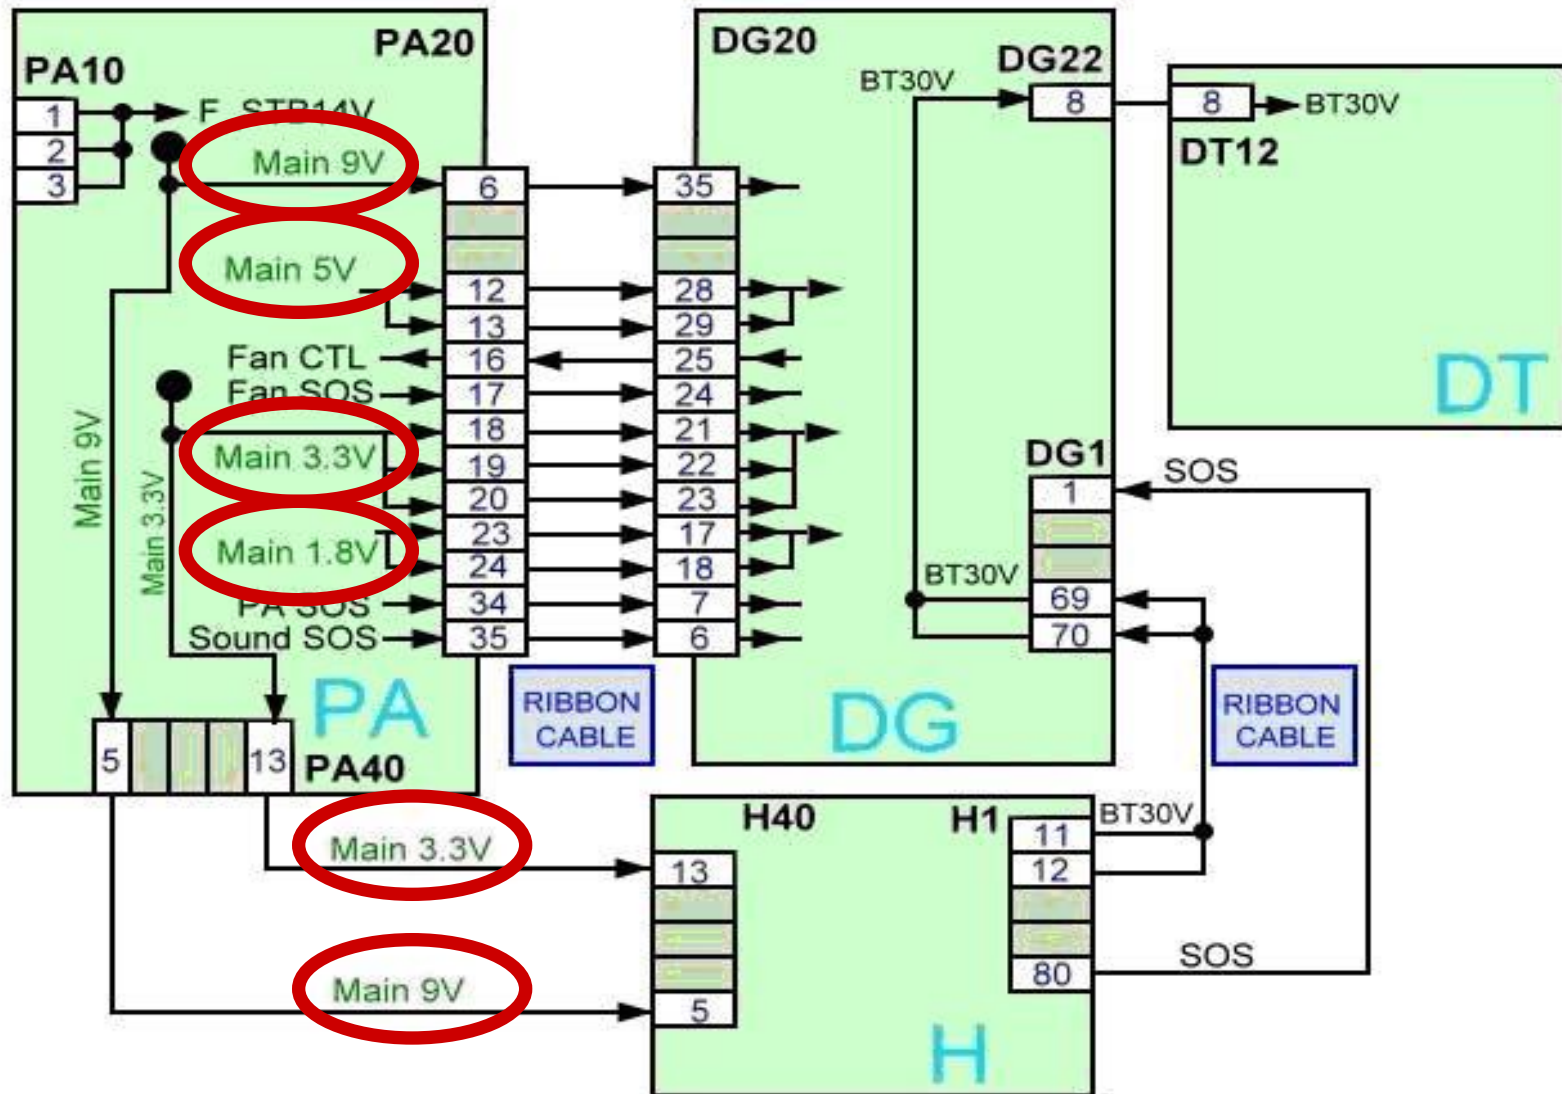 PA20
PA10
1
2
3
F_STB14V
Main 9V
6
Main 5V
12
13
Fan CTL
16
Fan SOS
17
18
Main 3.3V
19
20
23
Main 1.8V
24
PA SOS
34
Sound SOS
35
Main 9V
Main 3.3V
PA
5
13
PA40
RIBBON
CABLE
DG20
35
28
29
25
24
21
22
23
17
18
7
6
DG
BT30V
DG22
8
DG1
1
BT30V
69
70
8
BT30V
DT12
DT
SOS
RIBBON
CABLE
Main 3.3V
Main 9V
H40
13
5
H1
11
12
80
H
BT30V
SOS